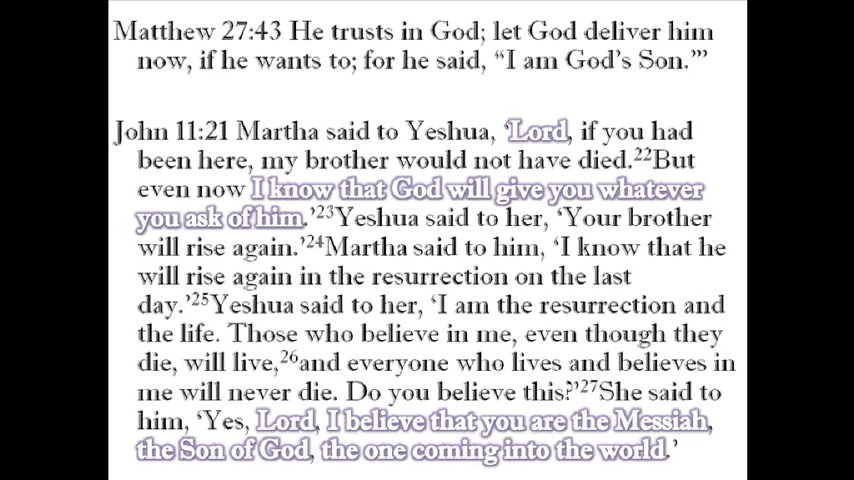 Matthew 27:43 He trusts in God; let God deliver him
now, if he wants to; for he said, “I am God’s Son.”’
John 11:21 Martha said to Yeshua, ‘Lord, if you had
been here, my brother would not have died.²²But
even now I know that God will give you whatever
you ask of him.’²³Yeshua said to her, ‘Your brother
will rise again.’²⁴Martha said to him, ‘I know that he
will rise again in the resurrection on the last
day.’²⁵Yeshua said to her, ‘I am the resurrection and
the life. Those who believe in me, even though they
die, will live,²⁶and everyone who lives and believes in
me will never die. Do you believe this?’²⁷She said to
him, ‘Yes, Lord, I believe that you are the Messiah,
the Son of God, the one coming into the world.’